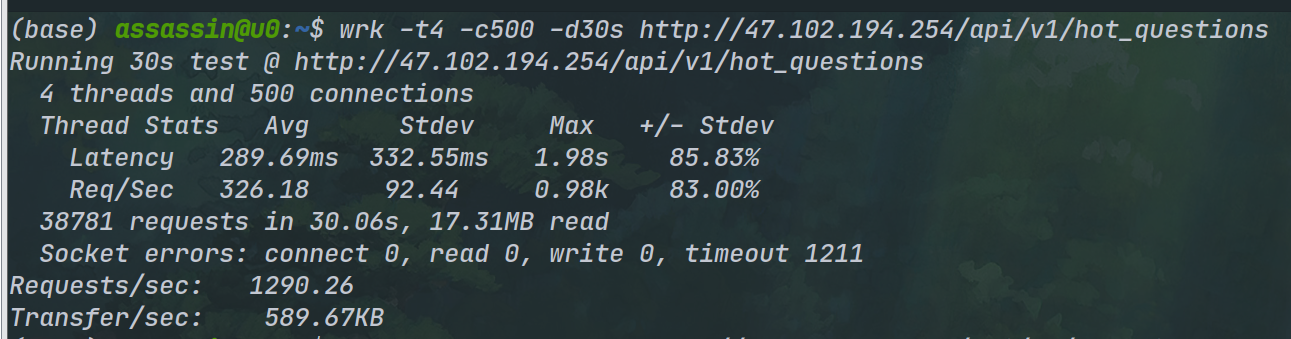 (base) assassin@u0:~$ wrk -t4 -c500 -d30s http://47.102.194.254/api/v1/hot_questions
Running 30s test @ http://47.102.194.254/api/v1/hot_questions
  4 threads and 500 connections
  Thread Stats   Avg      Stdev     Max   +/- Stdev
    Latency   289.69ms  332.55ms   1.98s    85.83%
    Req/Sec   326.18     92.44     0.98k    83.00%
  38781 requests in 30.06s, 17.31MB read
  Socket errors: connect 0, read 0, write 0, timeout 1211
Requests/sec:   1290.26
Transfer/sec:    589.67KB